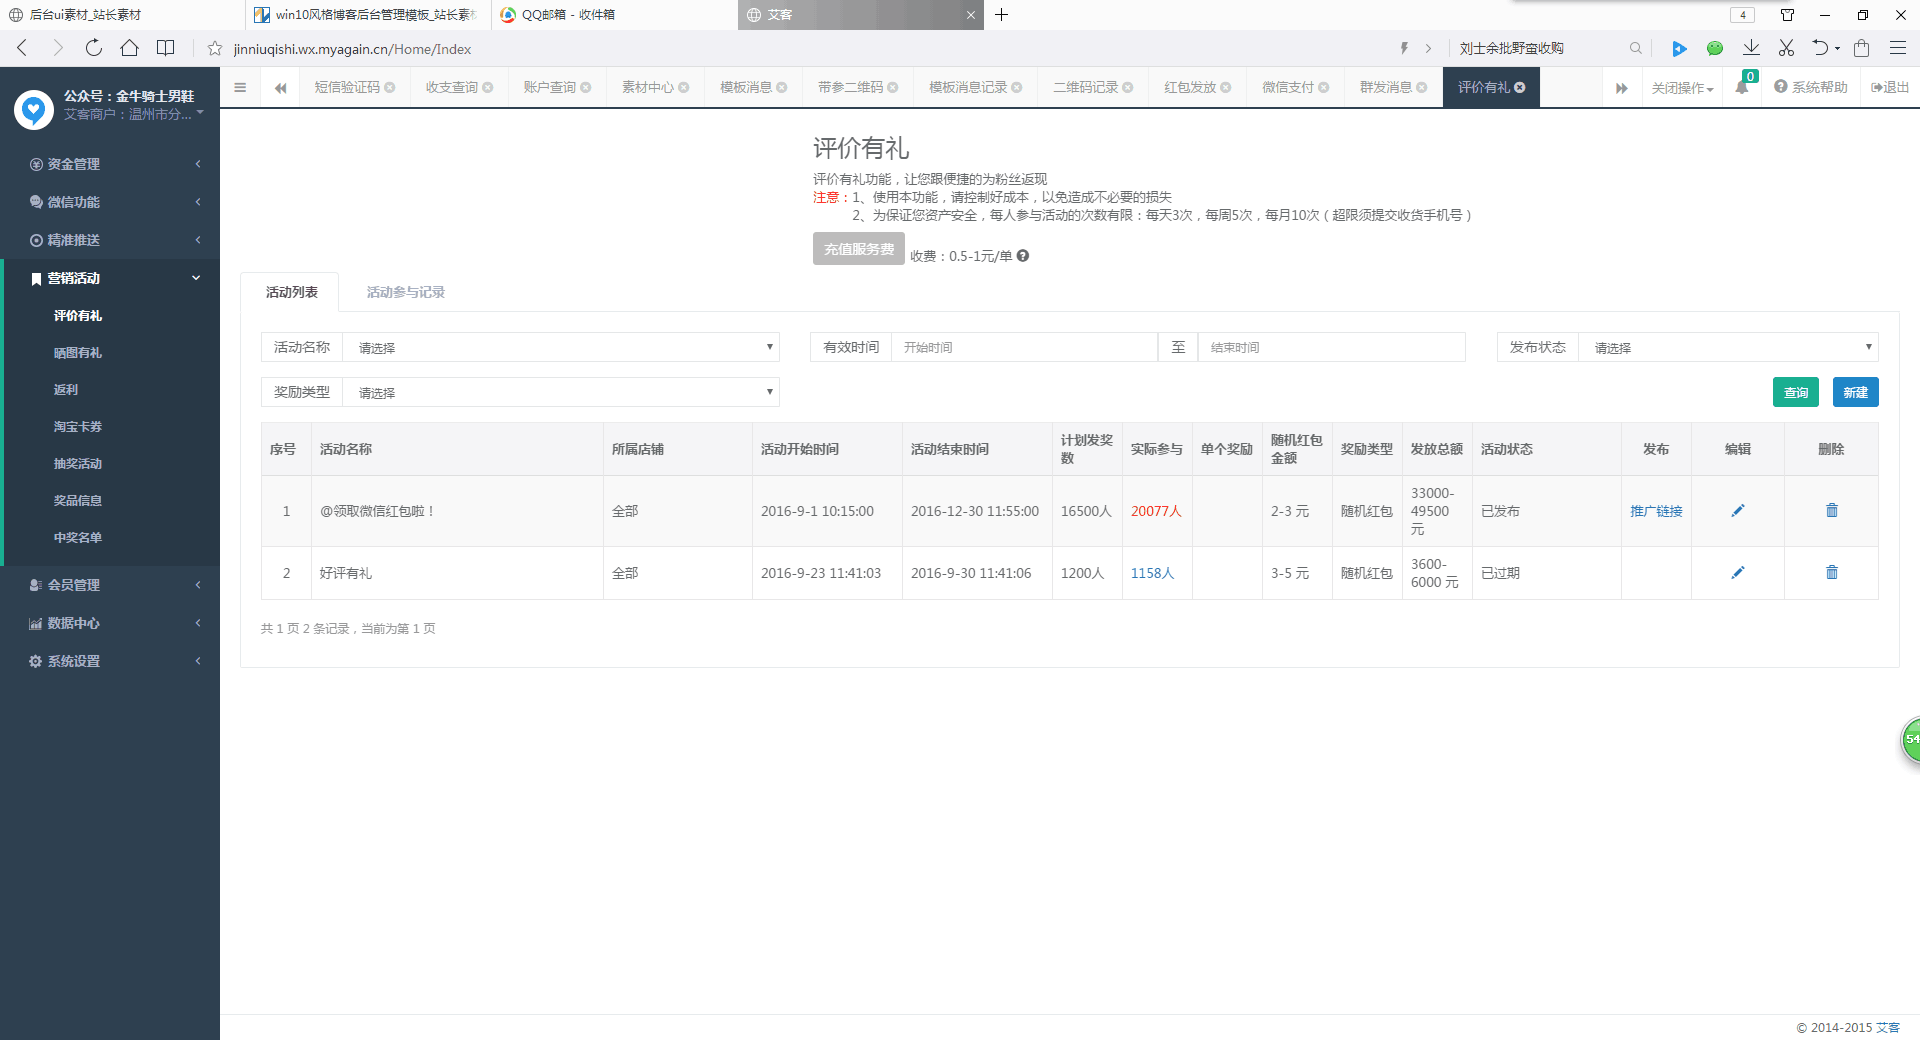 后台ui素材_站长素材
win10风格博客后台管理模板_站长素材
QQ邮箱 - 收件箱
艾客
4
jinniuqishi.wx.myagain.cn/Home/Index
刘士余批野蛮收购
公众号：金牛骑士男鞋
艾客商户：温州市分...
短信验证码
收支查询
账户查询
素材中心
模板消息
带参二维码
模板消息记录
二维码记录
红包发放
微信支付
群发消息
评价有礼
关闭操作
0
系统帮助
退出
资金管理
微信功能
精准推送
营销活动
评价有礼
晒图有礼
返利
淘宝卡券
抽奖活动
奖品信息
中奖名单
会员管理
数据中心
系统设置
评价有礼
评价有礼功能，让您跟便捷的为粉丝返现
注意：1、使用本功能，请控制好成本，以免造成不必要的损失
2、为保证您资产安全，每人参与活动的次数有限：每天3次，每周5次，每月10次（超限须提交收货手机号）
充值服务费 收费：0.5-1元/单
活动列表 活动参与记录
活动名称 请选择 有效时间 开始时间 至 结束时间 发布状态 请选择
奖励类型 请选择 查询 新建
序号 活动名称 所属店铺 活动开始时间 活动结束时间 计划发奖数 实际参与 单个奖励 随机红包金额 奖励类型 发放总额 活动状态 发布 编辑 删除
1 @领取微信红包啦！ 全部 2016-9-1 10:15:00 2016-12-30 11:55:00 16500人 20077人 2-3 元 随机红包 33000-49500 元 已发布 推广链接
2 好评有礼 全部 2016-9-23 11:41:03 2016-9-30 11:41:06 1200人 1158人 3-5 元 随机红包 3600-6000 元 已过期
共 1 页 2 条记录，当前为第 1 页
54
© 2014-2015 艾客